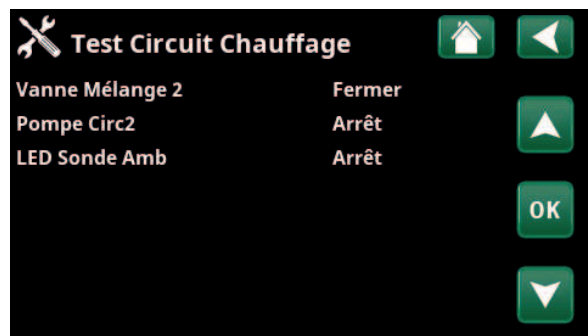 Test Circuit Chauffage
Vanne Mélange 2 Fermer
Pompe Circ2 Arrêt
LED Sonde Amb Arrêt
OK